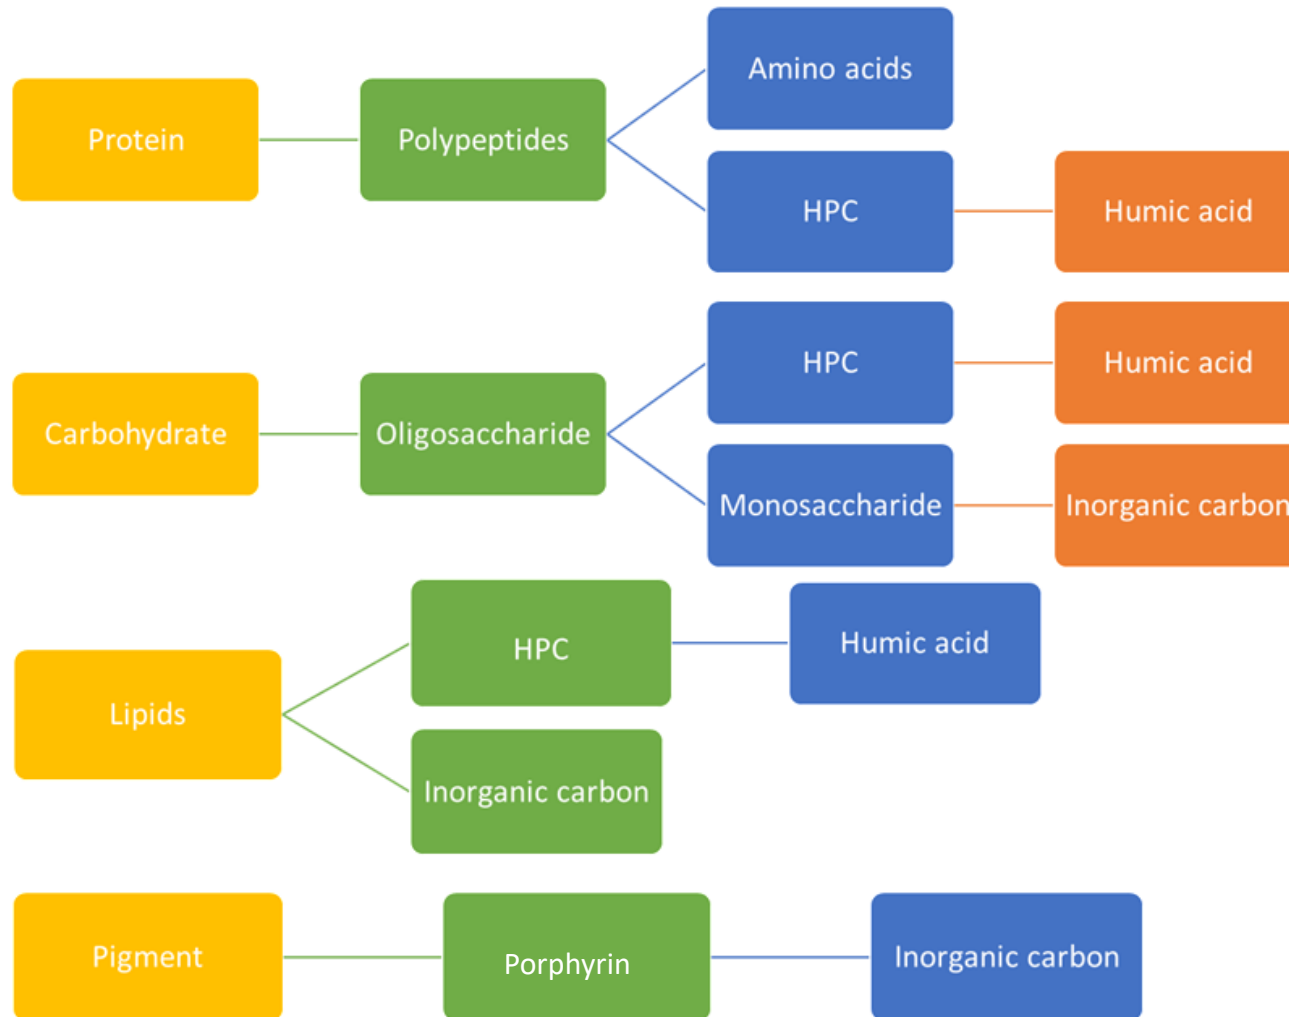 Amino acids
Protein
Polypeptides
HPC
Humic acid
HPC
Humic acid
Carbohydrate
Oligosaccharide
Monosaccharide
Inorganic carbon
HPC
Humic acid
Lipids
Inorganic carbon
Pigment
Porphyrin
Inorganic carbon